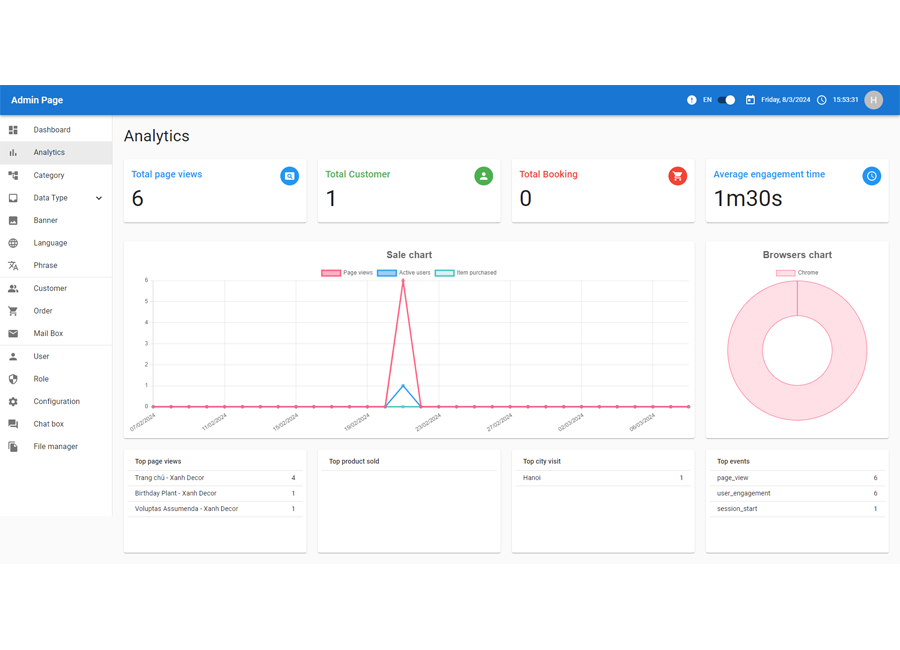 Admin Page
EN
Friday, 8/3/2024
15:53:31
H
Dashboard
Analytics
Category
Data Type
Banner
Language
Phrase
Customer
Order
Mail Box
User
Role
Configuration
Chat box
File manager
Analytics
Total page views
6
Total Customer
1
Total Booking
0
Average engagement time
1m30s
Sale chart
Page views
Active users
Item purchased
6
5
4
3
2
1
0
07/02/2024
11/02/2024
15/02/2024
19/02/2024
23/02/2024
27/02/2024
02/03/2024
06/03/2024
Browsers chart
Chrome
Top page views
Trang chủ - Xanh Decor 4
Birthday Plant - Xanh Decor 1
Voluptas Assumenda - Xanh Decor 1
Top product sold
Top city visit
Hanoi 1
Top events
page_view 6
user_engagement 6
session_start 1